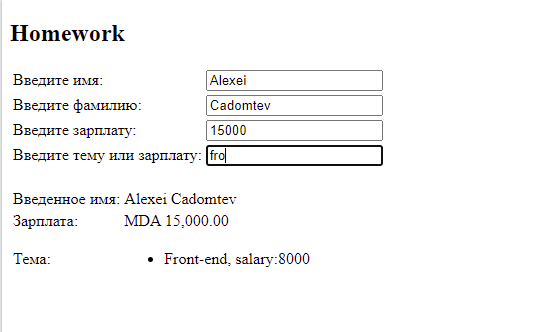 Homework
Введите имя: Alexei
Введите фамилию: Cadomtev
Введите зарплату: 15000
Введите тему или зарплату: fro
Введенное имя: Alexei Cadomtev
Зарплата: MDA 15,000.00
Тема: • Front-end, salary:8000